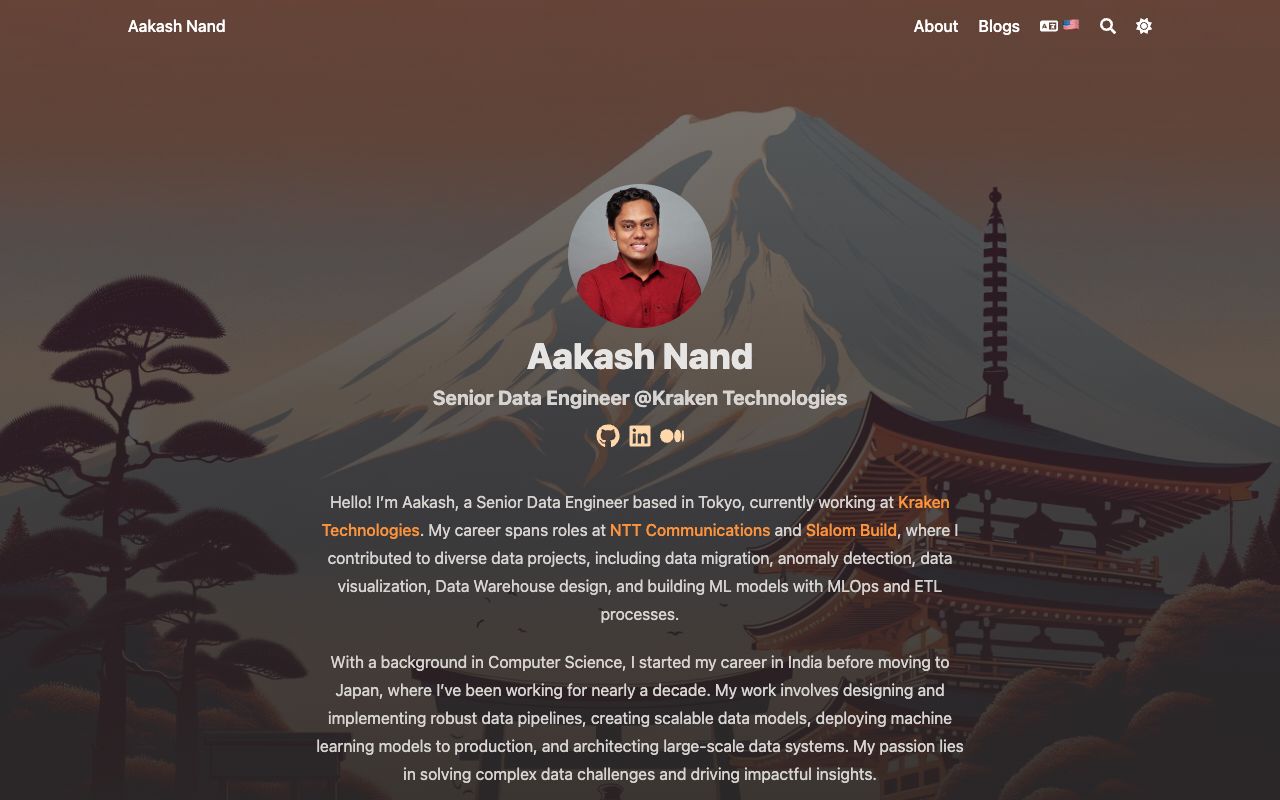 Aakash Nand
About
Blogs
Aakash Nand
Senior Data Engineer @Kraken Technologies
Hello! I’m Aakash, a Senior Data Engineer based in Tokyo, currently working at Kraken
Technologies. My career spans roles at NTT Communications and Slalom Build, where I
contributed to diverse data projects, including data migration, anomaly detection, data
visualization, Data Warehouse design, and building ML models with MLOps and ETL
processes.
With a background in Computer Science, I started my career in India before moving to
Japan, where I’ve been working for nearly a decade. My work involves designing and
implementing robust data pipelines, creating scalable data models, deploying machine
learning models to production, and architecting large-scale data systems. My passion lies
in solving complex data challenges and driving impactful insights.